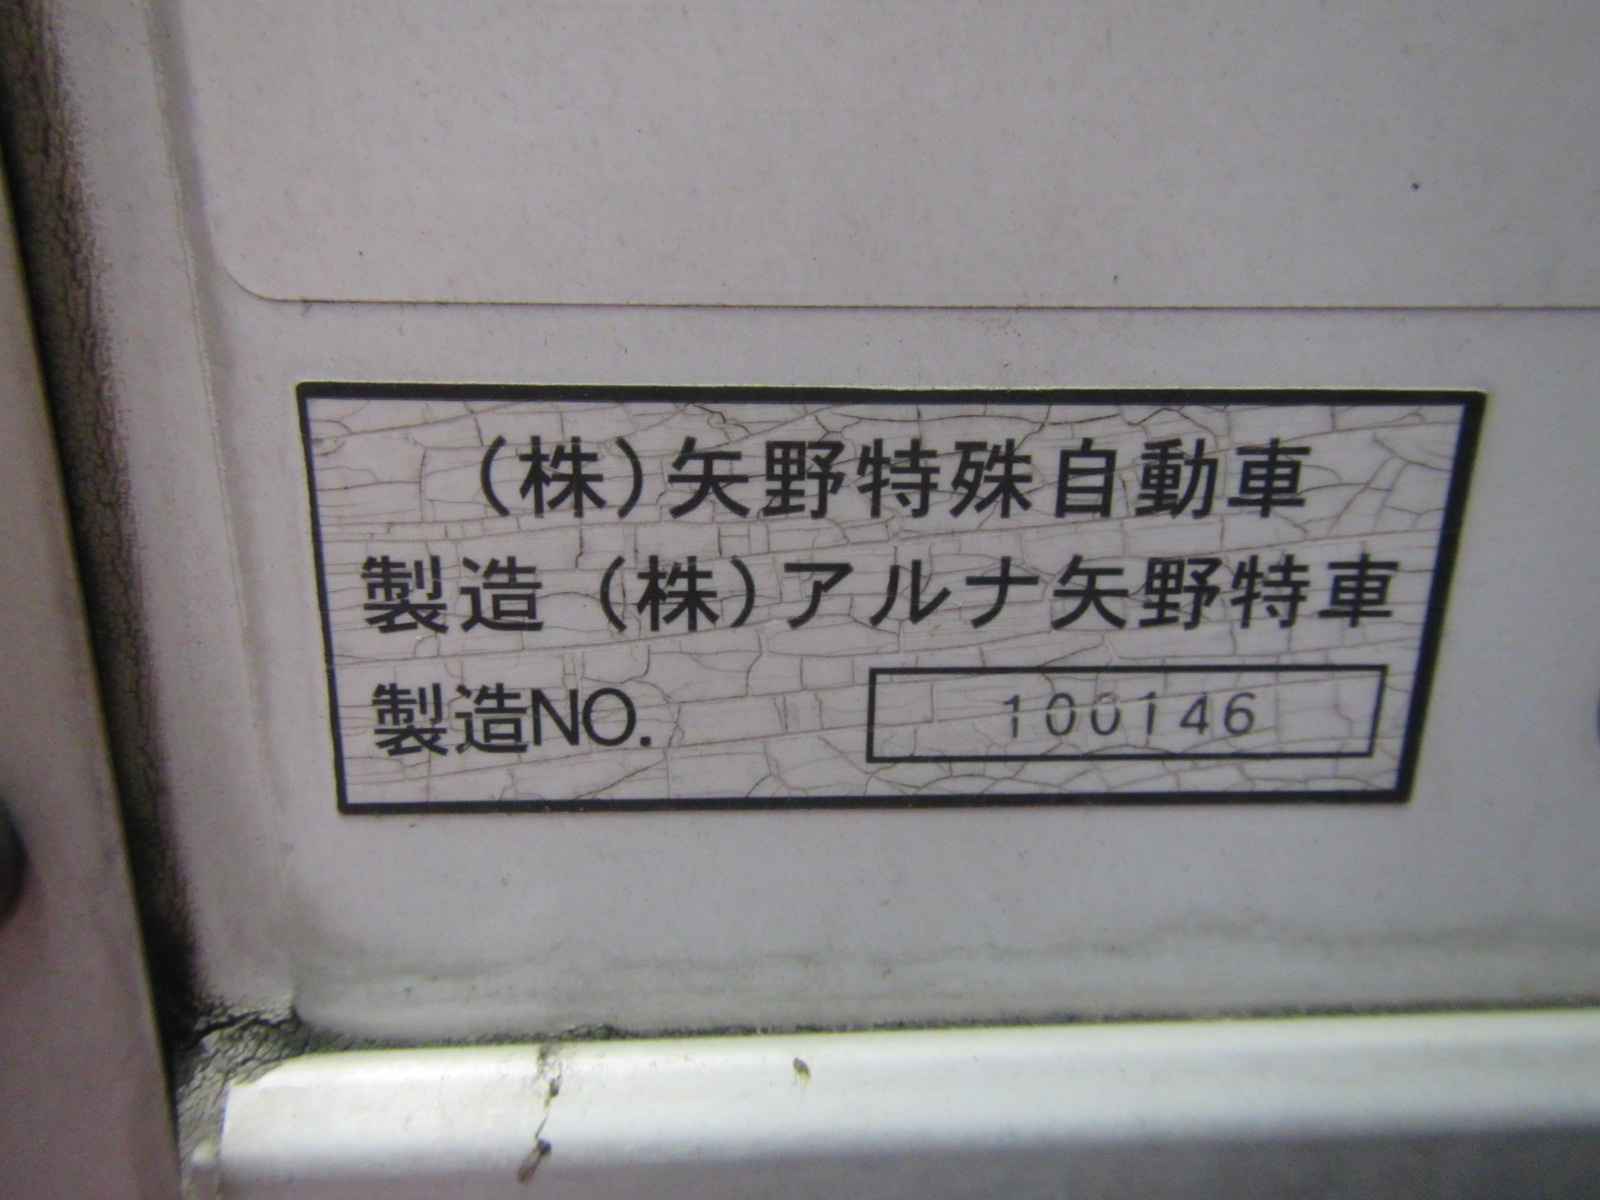 (株)矢野特殊自動車
製造 (株)アルナ矢野特車
製造NO. 100146